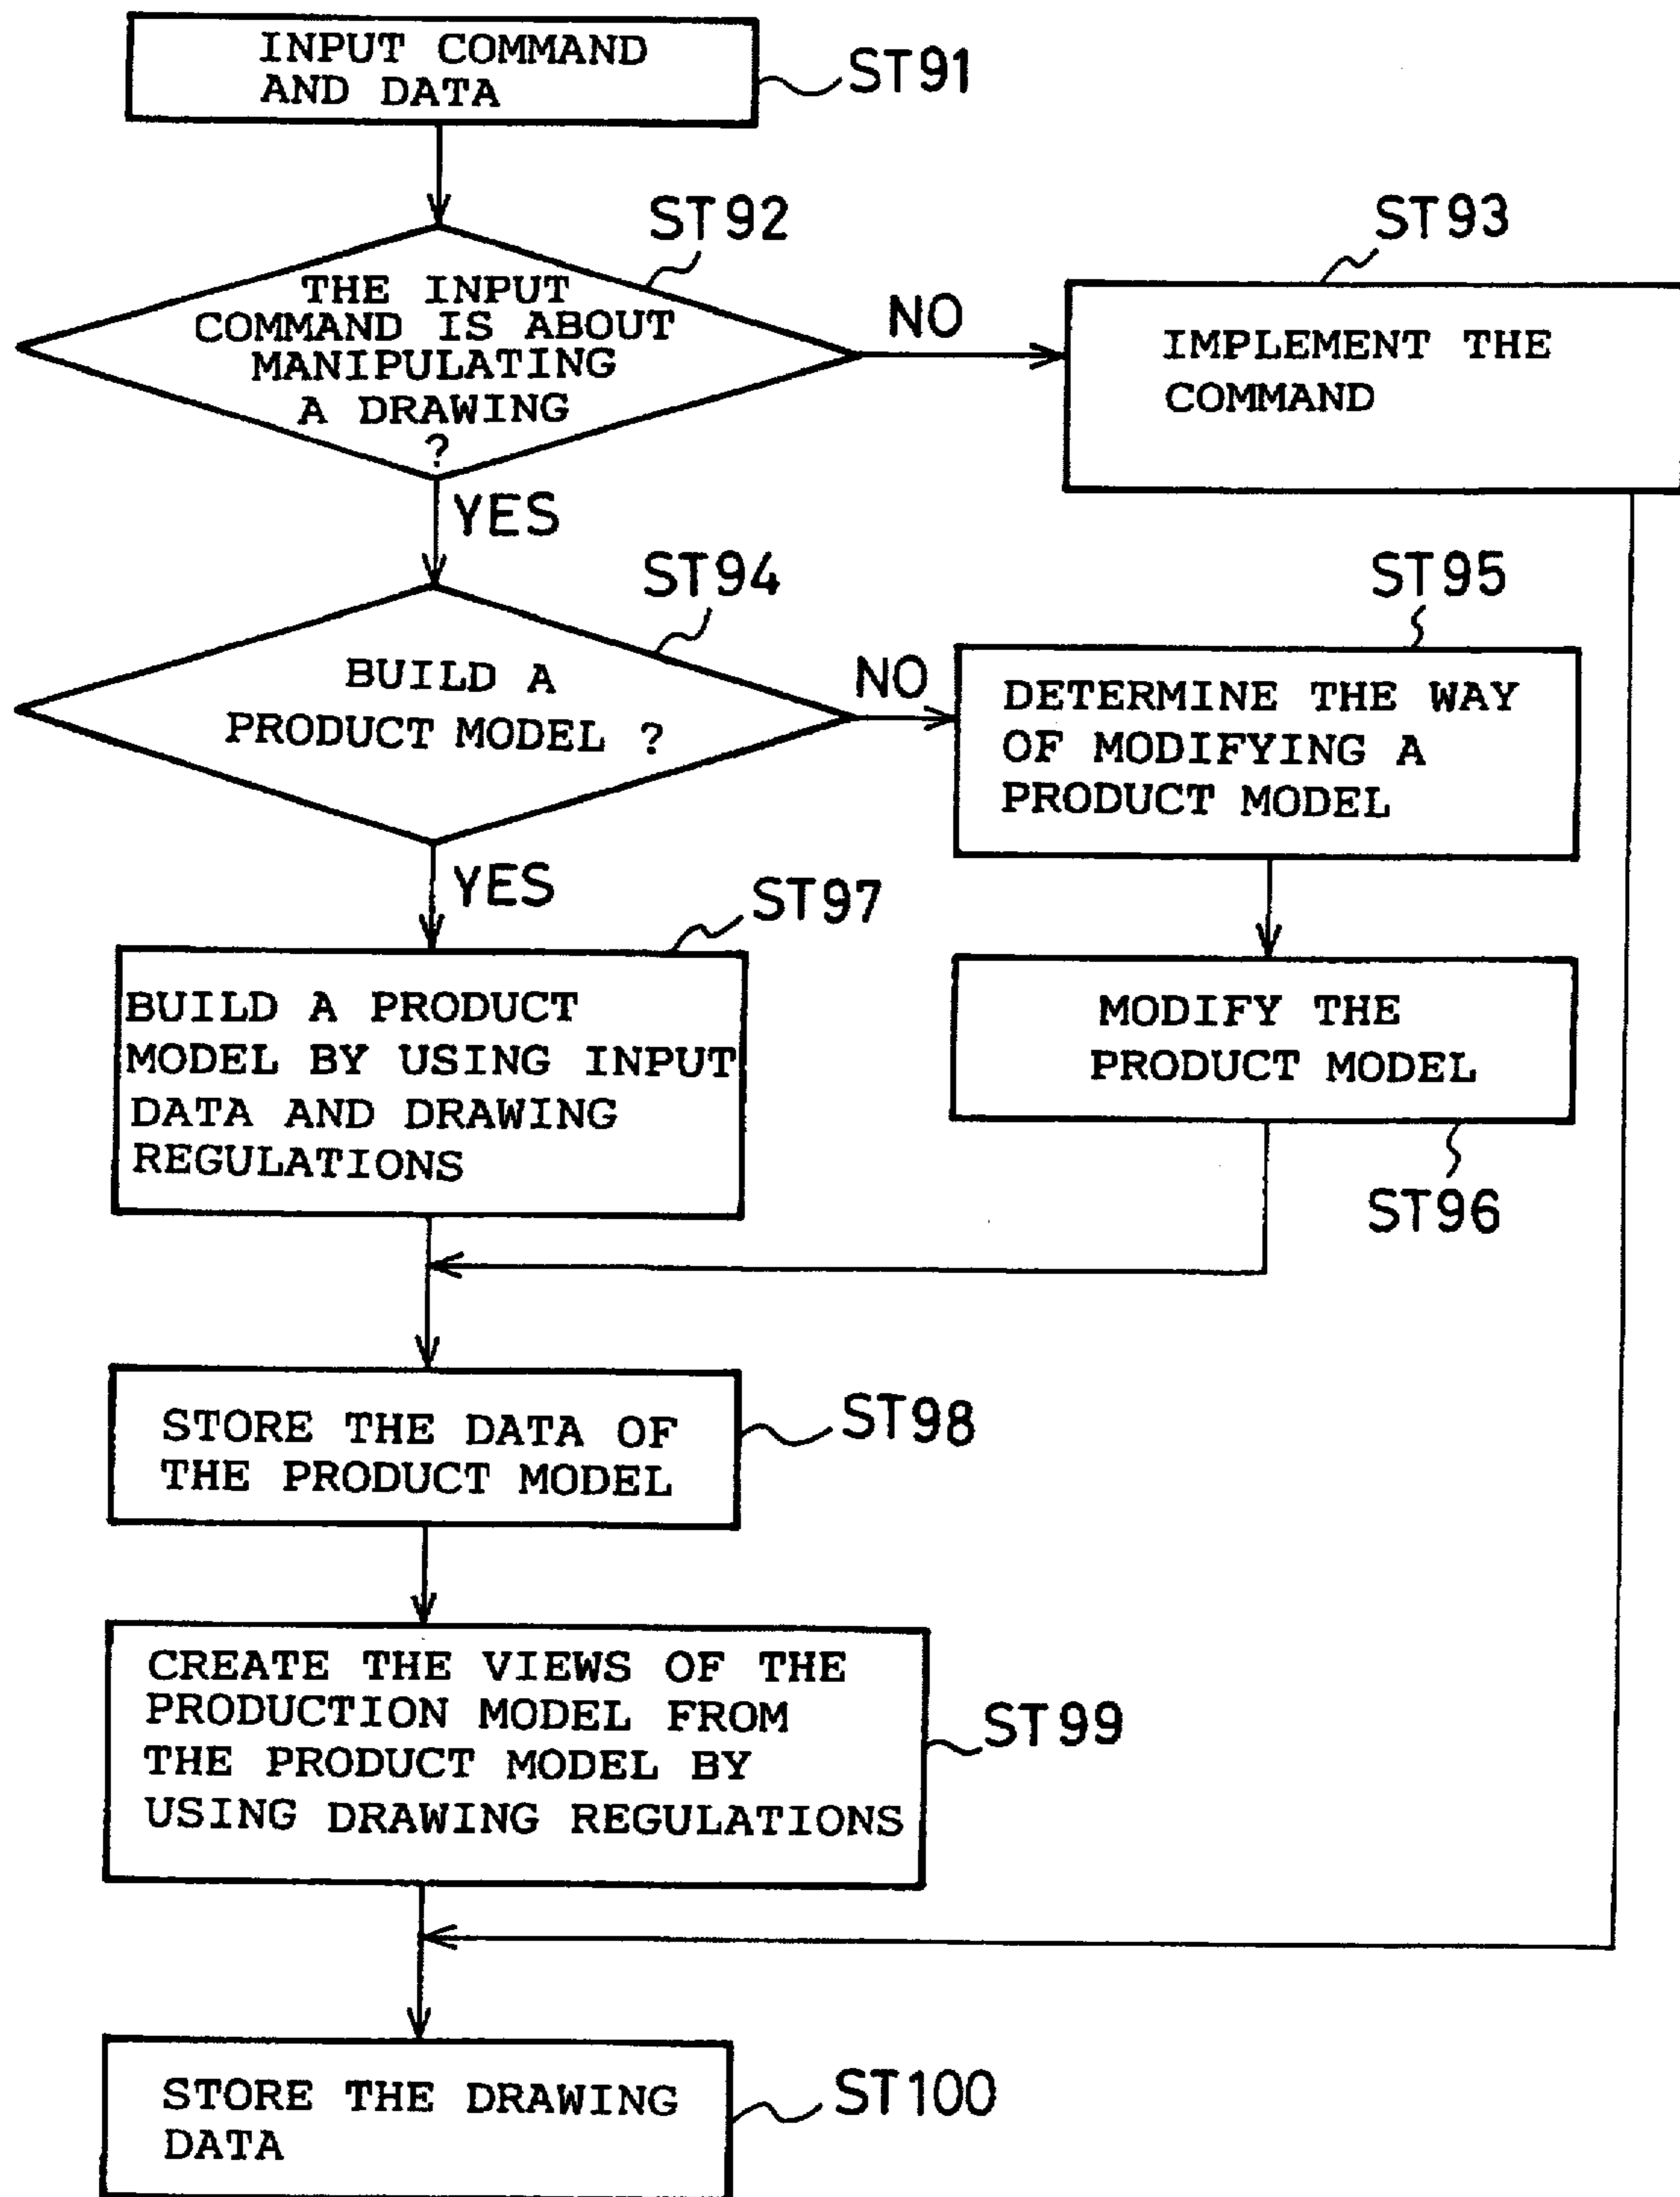 INPUT COMMAND
AND DATA
ST91
ST92
THE INPUT
COMMAND IS ABOUT
MANIPULATING
A DRAWING
?
NO
ST93
IMPLEMENT THE
COMMAND
YES
ST94
BUILD A
PRODUCT MODEL ?
NO
ST95
DETERMINE THE WAY
OF MODIFYING A
PRODUCT MODEL
YES
ST97
BUILD A PRODUCT
MODEL BY USING INPUT
DATA AND DRAWING
REGULATIONS
MODIFY THE
PRODUCT MODEL
ST96
STORE THE DATA OF
THE PRODUCT MODEL
ST98
CREATE THE VIEWS OF THE
PRODUCTION MODEL FROM
THE PRODUCT MODEL BY
USING DRAWING REGULATIONS
ST99
STORE THE DRAWING
DATA
ST100